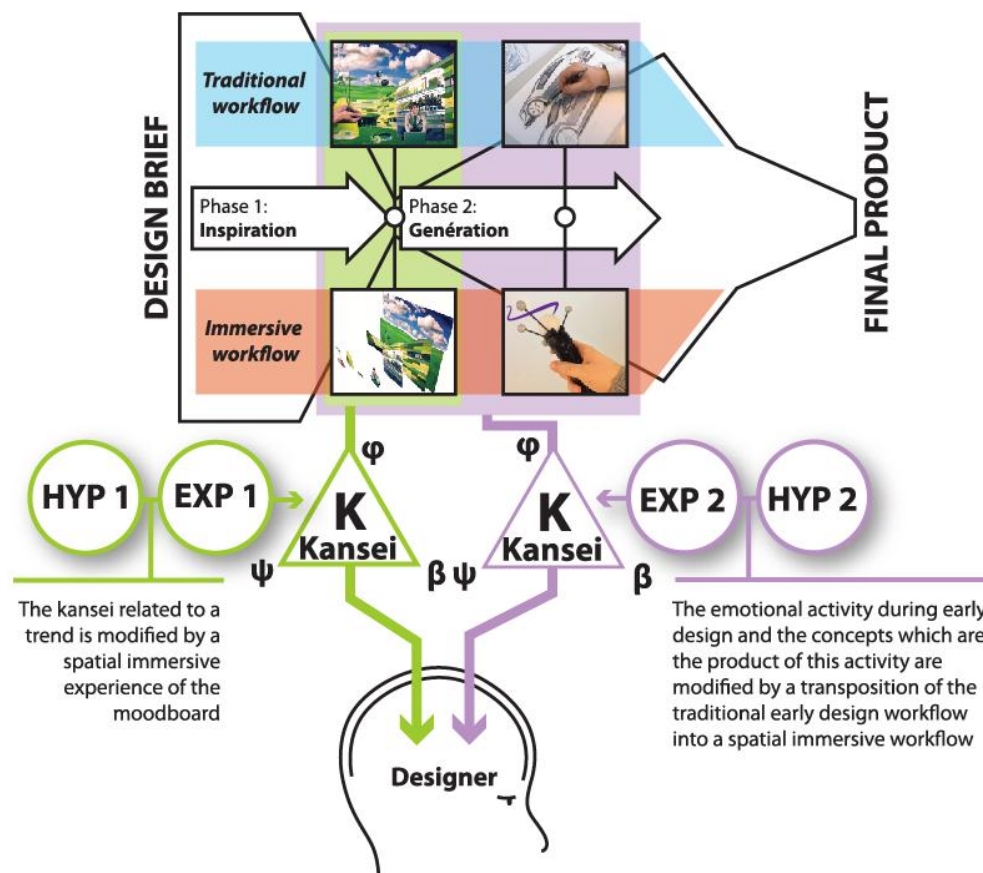 DESIGN BRIEF
Traditional
workflow
Phase 1:
Inspiration
Phase 2:
Genération
Immersive
workflow
FINAL PRODUCT
HYP 1
EXP 1
φ
K
Kansei
ψ
β
φ
K
Kansei
ψ
β
EXP 2
HYP 2
The kansei related to a
trend is modified by a
spatial immersive
experience of the
moodboard
The emotional activity during early
design and the concepts which are
the product of this activity are
modified by a transposition of the
traditional early design workflow
into a spatial immersive workflow
Designer